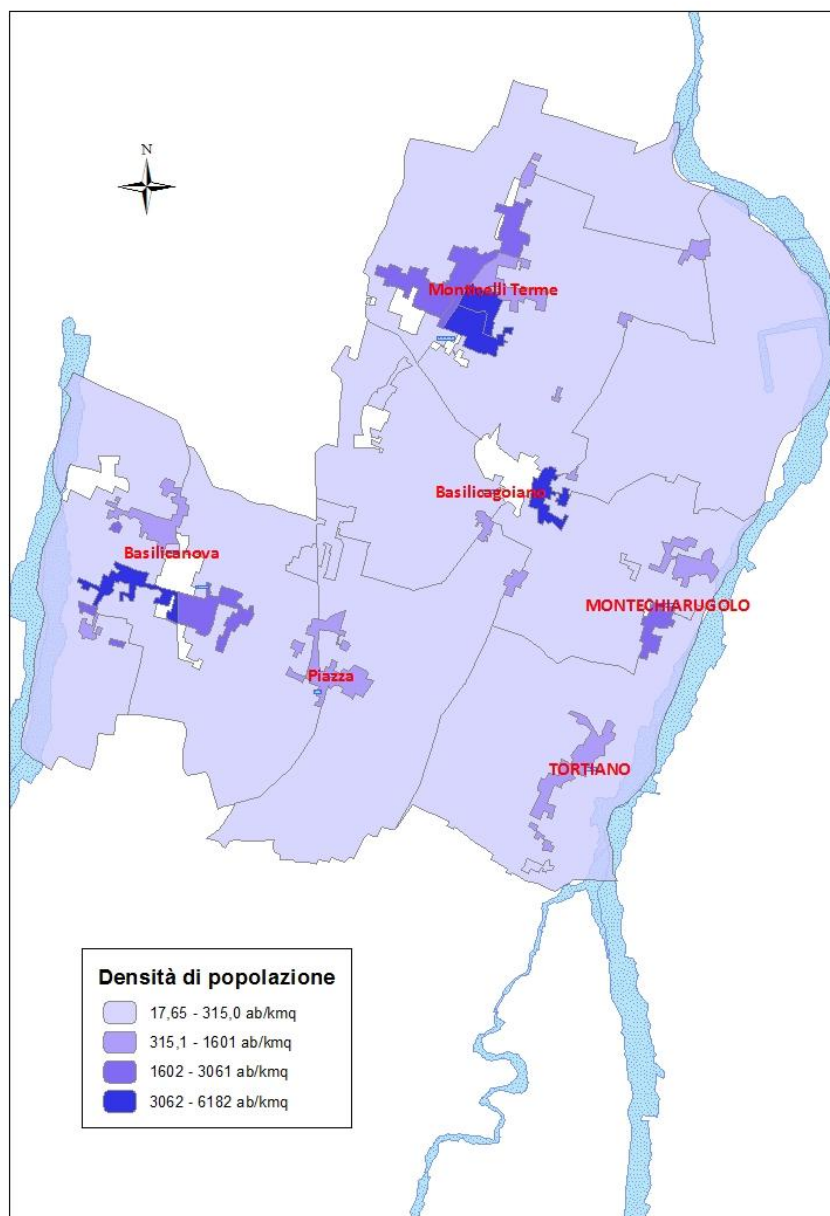 N
Monticelli Terme
Basilicagoiano
Basilicanova
MONTECHIARUGOLO
Piazza
TORTIANO
Densità di popolazione
17,65 - 315,0 ab/kmq
315,1 - 1601 ab/kmq
1602 - 3061 ab/kmq
3062 - 6182 ab/kmq